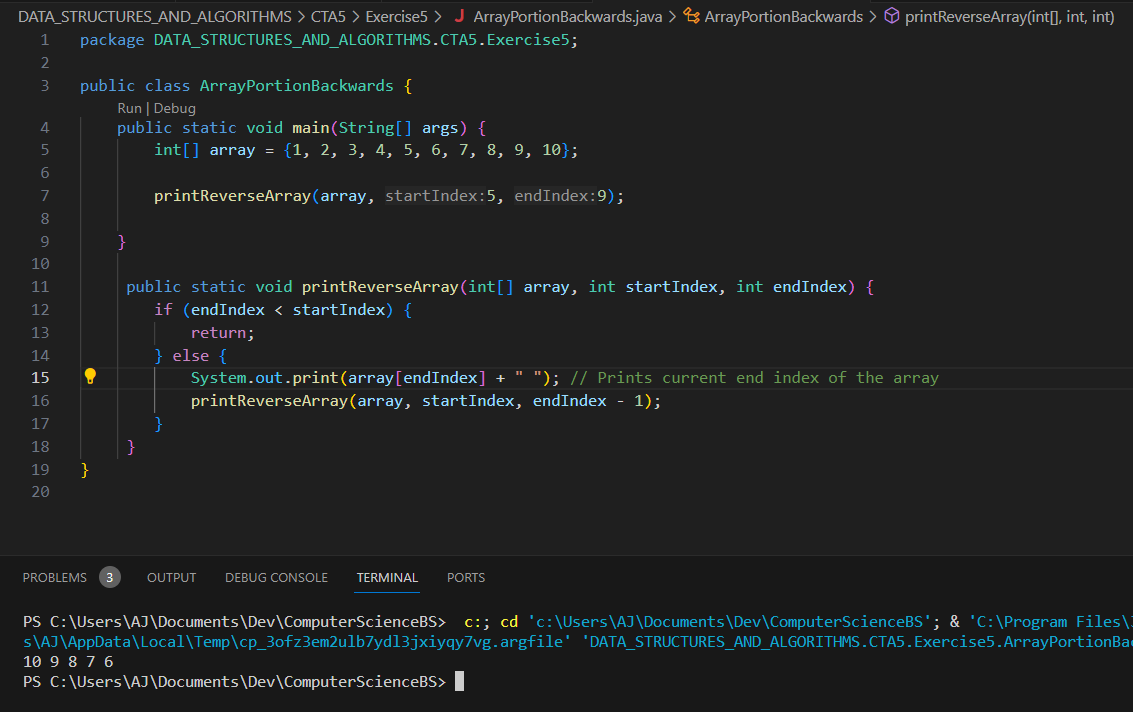 DATA_STRUCTURES_AND_ALGORITHMS > CTA5 > Exercise5 > J ArrayPortionBackwards.java > ArrayPortionBackwards > printReverseArray(int[], int, int)
1 package DATA_STRUCTURES_AND_ALGORITHMS.CTA5.Exercise5;
2
3 public class ArrayPortionBackwards {
Run | Debug
4 public static void main(String[] args) {
5 int[] array = {1, 2, 3, 4, 5, 6, 7, 8, 9, 10};
6
7 printReverseArray(array, startIndex:5, endIndex:9);
8
9 }
10
11 public static void printReverseArray(int[] array, int startIndex, int endIndex) {
12 if (endIndex < startIndex) {
13 return;
14 } else {
15 System.out.print(array[endIndex] + " "); // Prints current end index of the array
16 printReverseArray(array, startIndex, endIndex - 1);
17 }
18 }
19 }
20
PROBLEMS 3 OUTPUT DEBUG CONSOLE TERMINAL PORTS
PS C:\Users\AJ\Documents\Dev\ComputerScienceBS> c:; cd 'c:\Users\AJ\Documents\Dev\ComputerScienceBS'; & 'C:\Program Files\
s\AJ\AppData\Local\Temp\cp_3ofz3em2ulb7ydl3jxiyqy7vg.argfile' 'DATA_STRUCTURES_AND_ALGORITHMS.CTA5.Exercise5.ArrayPortionBac
10 9 8 7 6
PS C:\Users\AJ\Documents\Dev\ComputerScienceBS>